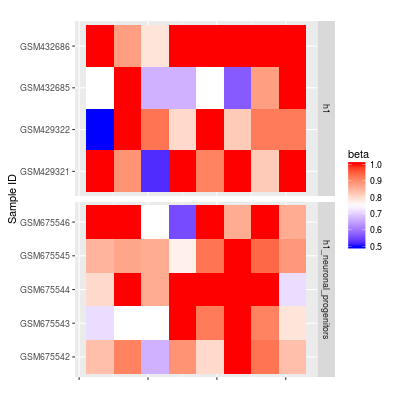 Sample ID
GSM432686
GSM432685
GSM429322
GSM429321
h1
GSM675546
GSM675545
GSM675544
GSM675543
GSM675542
h1_neuronal_progenitors
beta
1.0
0.9
0.8
0.7
0.6
0.5